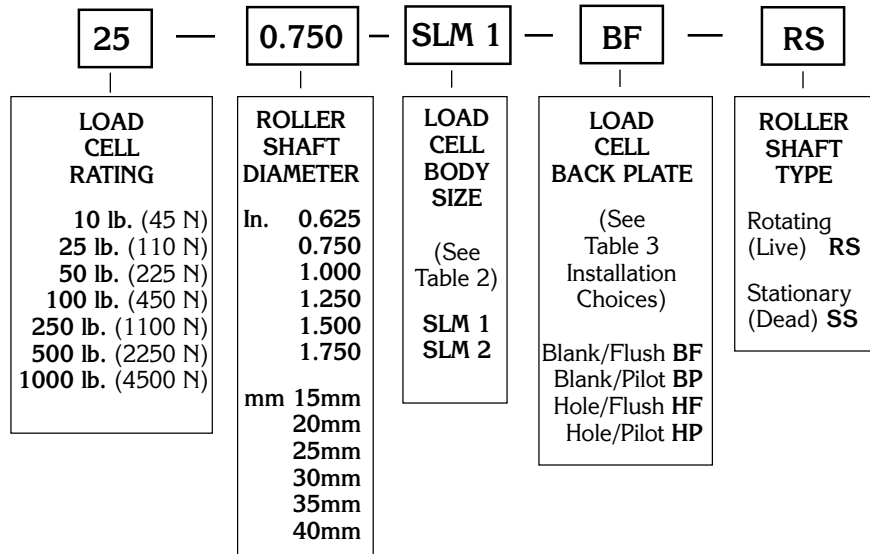 25 — 0.750 – SLM 1 — BF — RS
LOAD
CELL
RATING
10 lb. (45 N)
25 lb. (110 N)
50 lb. (225 N)
100 lb. (450 N)
250 lb. (1100 N)
500 lb. (2250 N)
1000 lb. (4500 N)
ROLLER
SHAFT
DIAMETER
In. 0.625
0.750
1.000
1.250
1.500
1.750
mm 15mm
20mm
25mm
30mm
35mm
40mm
LOAD
CELL
BODY
SIZE
(See
Table 2)
SLM 1
SLM 2
LOAD
CELL
BACK PLATE
(See
Table 3
Installation
Choices)
Blank/Flush BF
Blank/Pilot BP
Hole/Flush HF
Hole/Pilot HP
ROLLER
SHAFT
TYPE
Rotating
(Live) RS
Stationary
(Dead) SS